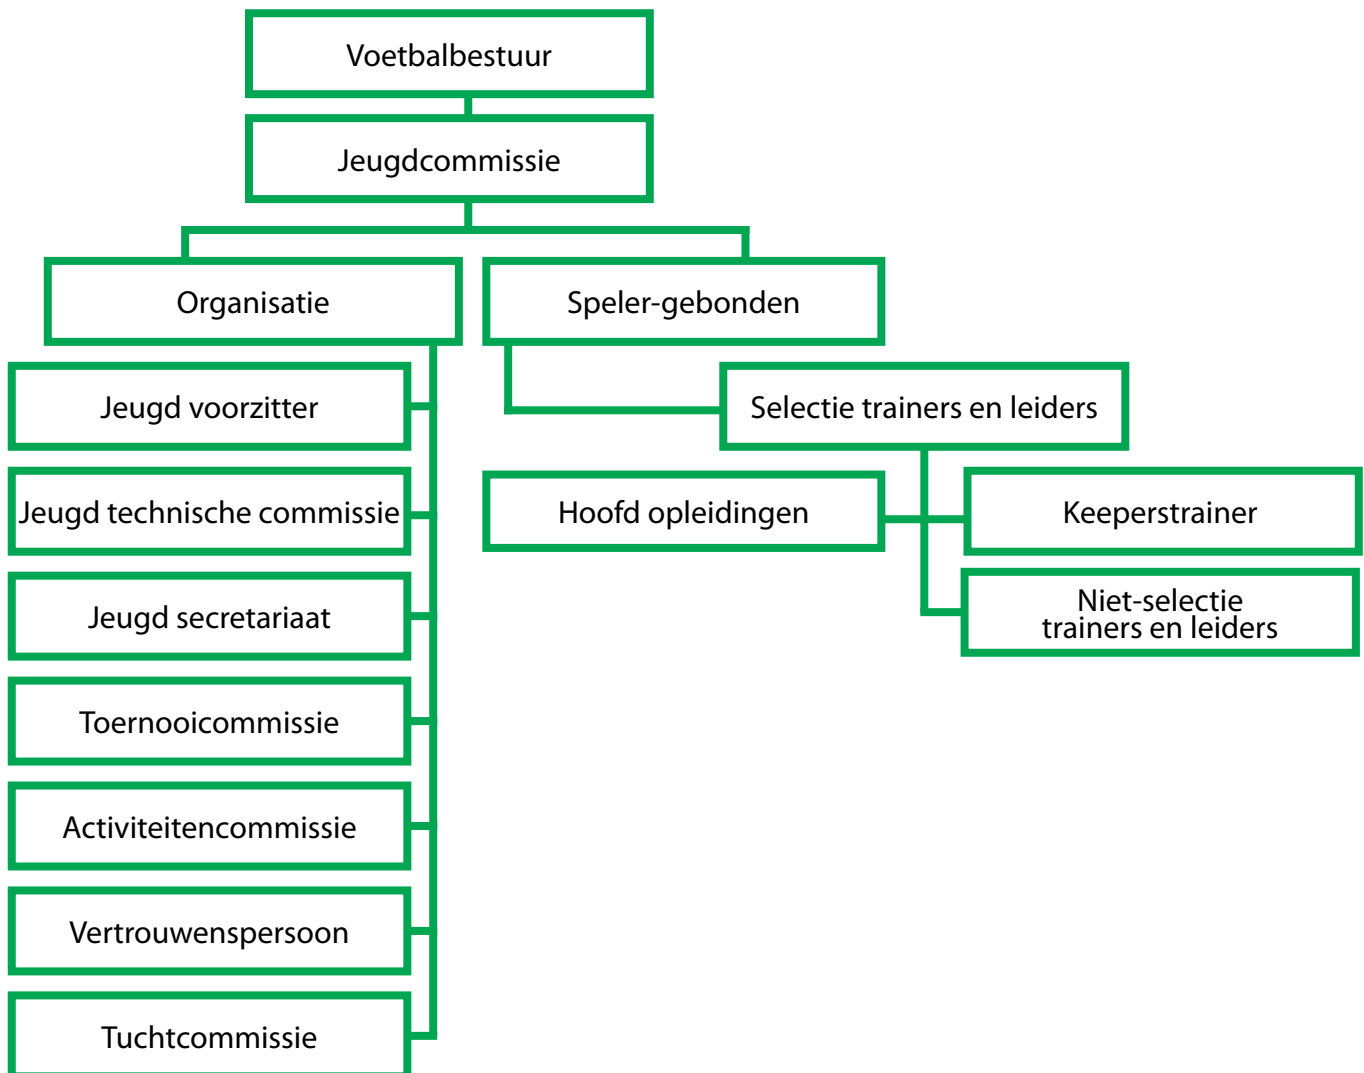 Voetbalbestuur
Jeugdcommissie
Organisatie
Speler-gebonden
Jeugd voorzitter
Selectie trainers en leiders
Jeugd technische commissie
Hoofd opleidingen
Keeperstrainer
Jeugd secretariaat
Niet-selectie
trainers en leiders
Toernooicommissie
Activiteitencommissie
Vertrouwenspersoon
Tuchtcommissie